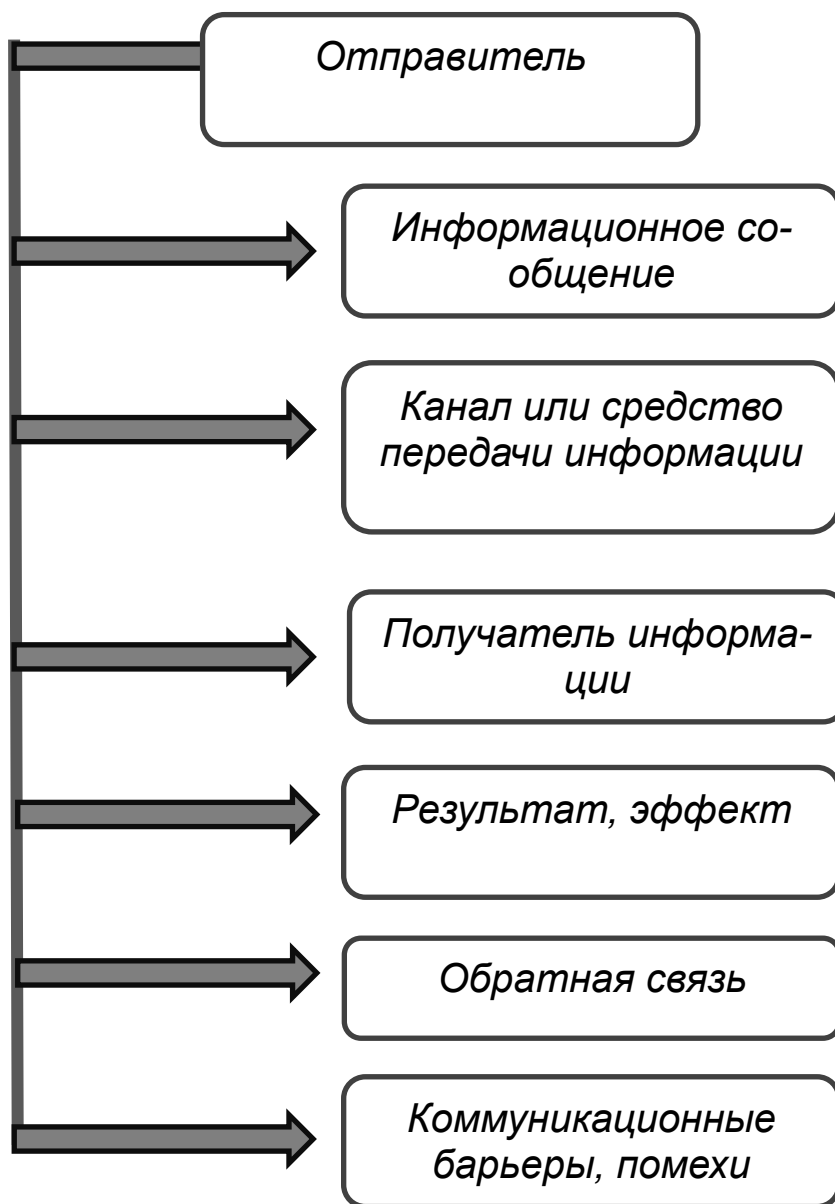 Отправитель
Информационное со-
общение
Канал или средство
передачи информации
Получатель информа-
ции
Результат, эффект
Обратная связь
Коммуникационные
барьеры, помехи